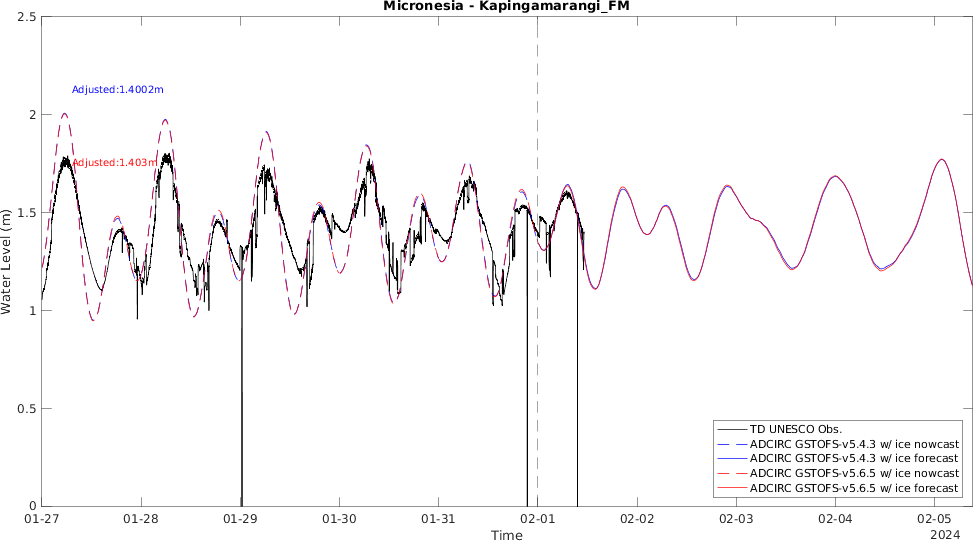 Micronesia - Kapingamarangi_FM
2.5
2
1.5
1
0.5
0
Water Level (m)
Adjusted:1.4002m
Adjusted:1.403m
TD UNESCO Obs.
ADCIRC GSTOFS-v5.4.3 w/ ice nowcast
ADCIRC GSTOFS-v5.4.3 w/ ice forecast
ADCIRC GSTOFS-v5.6.5 w/ ice nowcast
ADCIRC GSTOFS-v5.6.5 w/ ice forecast
01-27 01-28 01-29 01-30 01-31 02-01 02-02 02-03 02-04 02-05
Time
2024